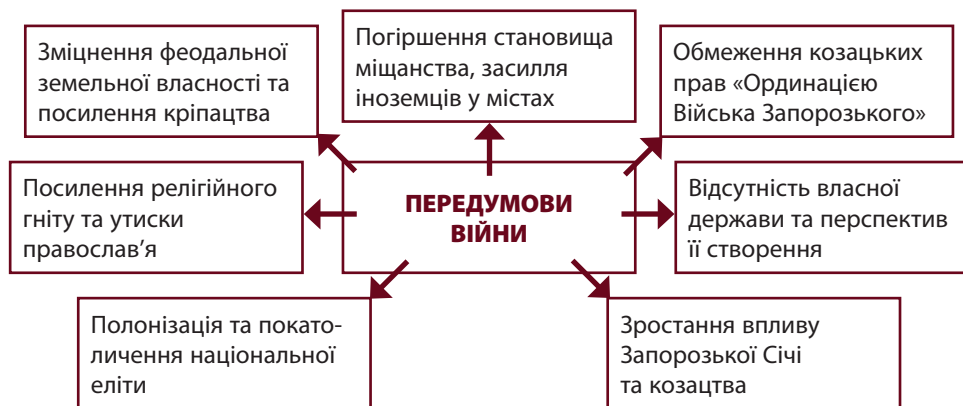 Зміцнення феодальної
земельної власності та
посилення кріпацтва
Погіршення становища
міщанства, засилля
іноземців у містах
Обмеження козацьких
прав «Ординацією
Війська Запорозького»
Посилення релігійного
гніту та утиски
православ’я
ПЕРЕДУМОВИ
ВІЙНИ
Відсутність власної
держави та перспектив
її створення
Полонізація та покато-
личення національної
еліти
Зростання впливу
Запорозької Січі
та козацтва